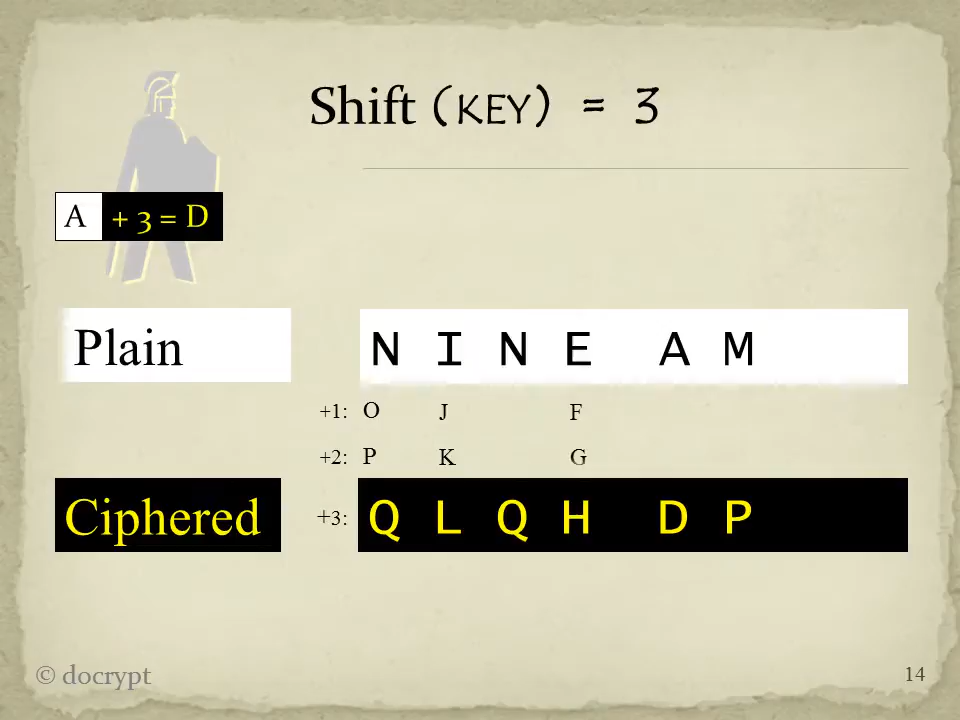 Shift (KEY) = 3
A + 3 = D
Plain N I N E A M
+1: O J F
+2: P K G
Ciphered +3: Q L Q H D P
© docrypt 14